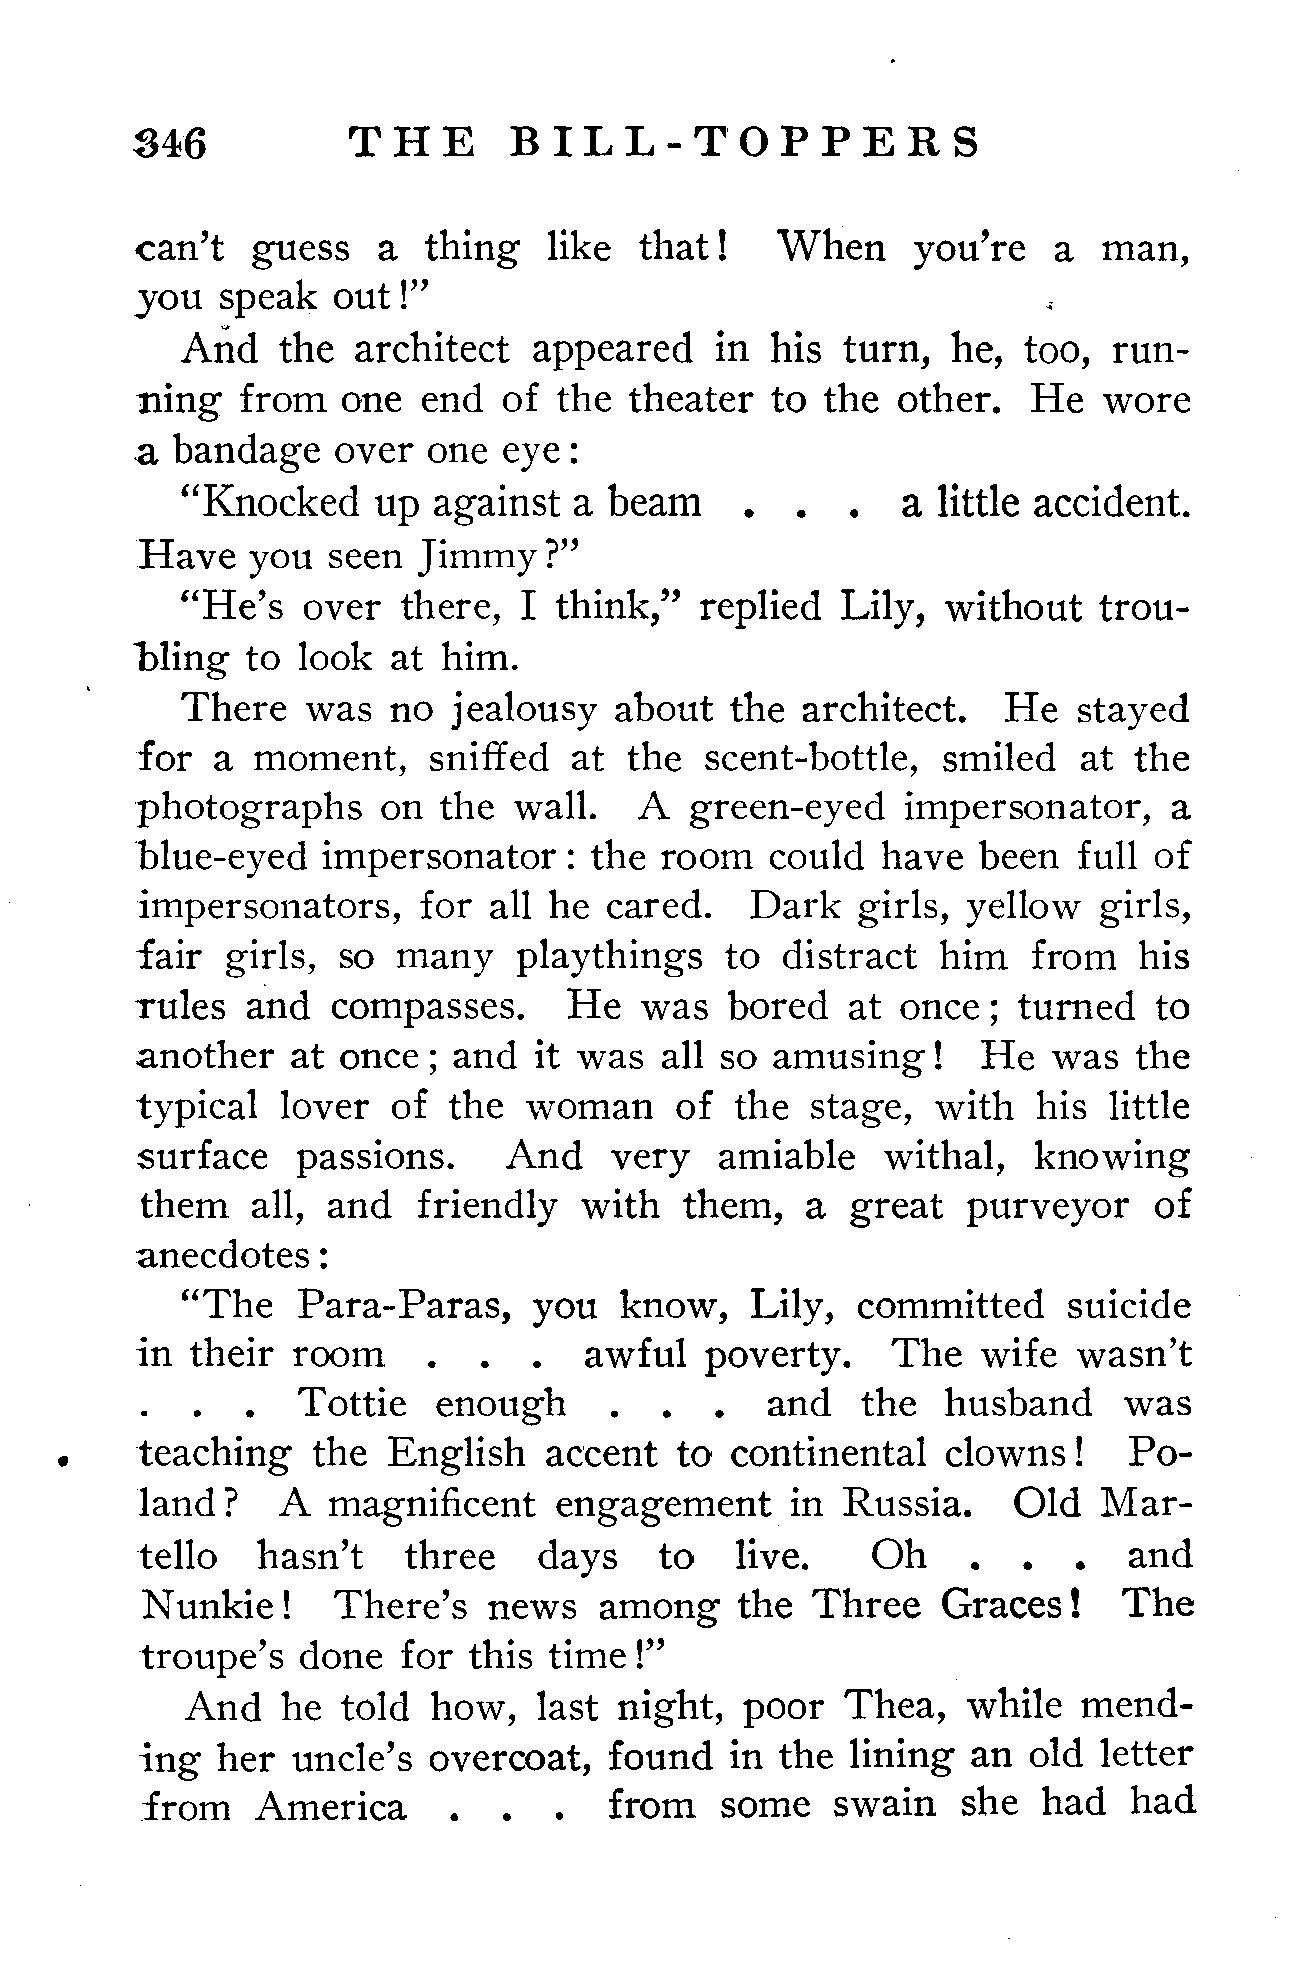 346 THE BILL-TOPPERS
can't guess a thing like that! When you're a man,
you speak out!"
And the architect appeared in his turn, he, too, run-
ning from one end of the theater to the other. He wore
a bandage over one eye:
"Knocked up against a beam . . . a little accident.
Have you seen Jimmy?"
"He's over there, I think," replied Lily, without trou-
bling to look at him.
There was no jealousy about the architect. He stayed
for a moment, sniffed at the scent-bottle, smiled at the
photographs on the wall. A green-eyed impersonator, a
blue-eyed impersonator: the room could have been full of
impersonators, for all he cared. Dark girls, yellow girls,
fair girls, so many playthings to distract him from his
rules and compasses. He was bored at once; turned to
another at once; and it was all so amusing! He was the
typical lover of the woman of the stage, with his little
surface passions. And very amiable withal, knowing
them all, and friendly with them, a great purveyor of
anecdotes:
"The Para-Paras, you know, Lily, committed suicide
in their room . . . awful poverty. The wife wasn't
. . . Tottie enough . . . and the husband was
teaching the English accent to continental clowns! Po-
land? A magnificent engagement in Russia. Old Mar-
tello hasn't three days to live. Oh . . . and
Nunkie! There's news among the Three Graces! The
troupe's done for this time!"
And he told how, last night, poor Thea, while mend-
ing her uncle's overcoat, found in the lining an old letter
from America . . . from some swain she had had